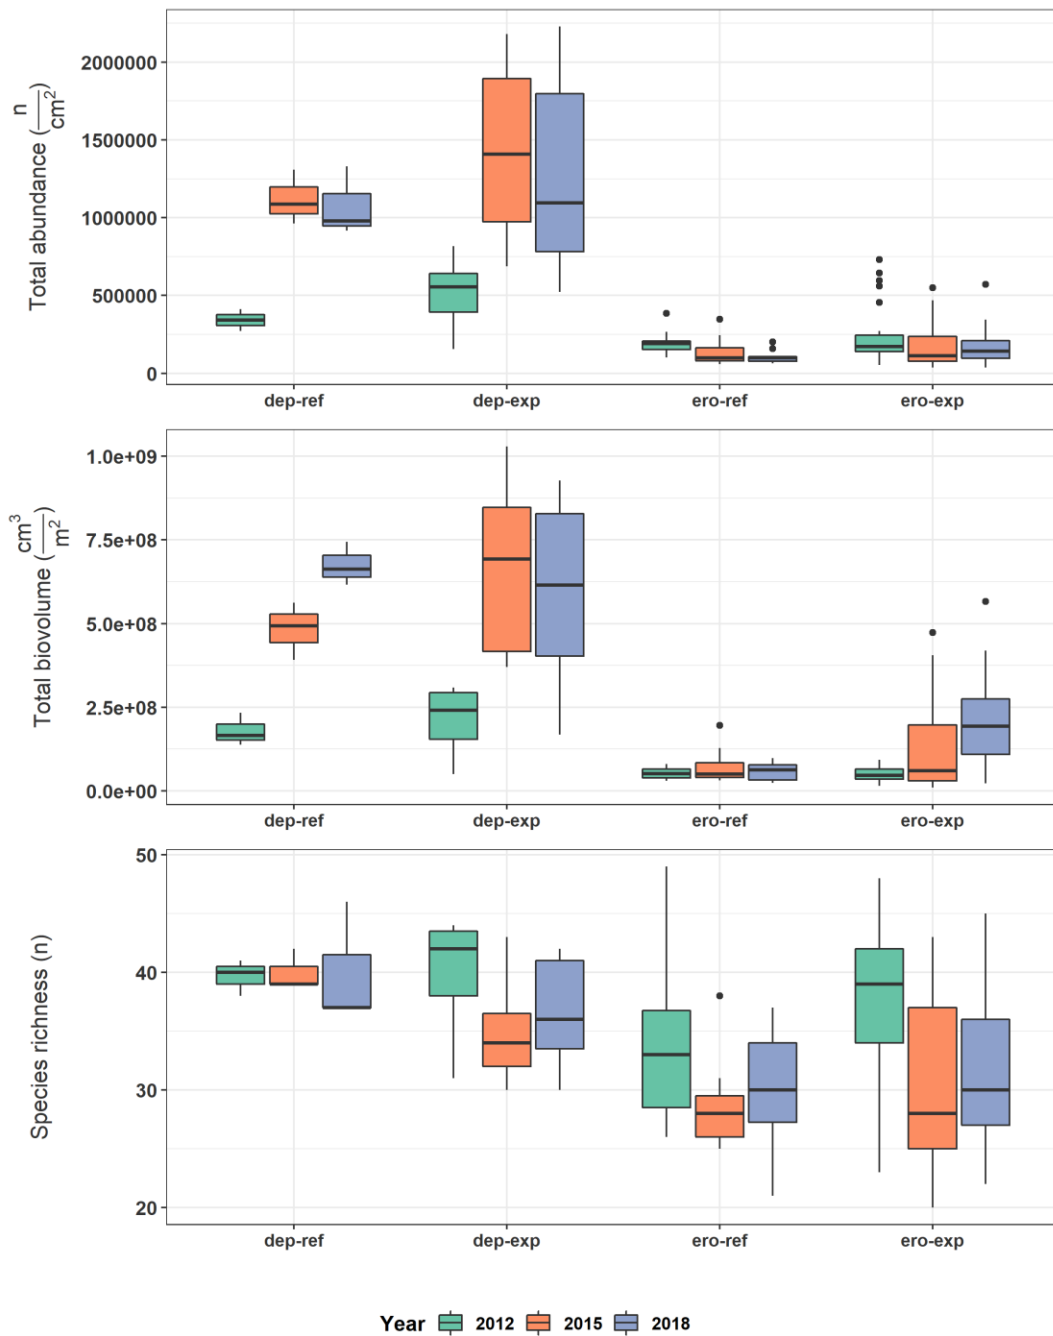 Total abundance (n/cm²)
2000000
1500000
1000000
500000
0
dep-ref dep-exp ero-ref ero-exp
Total biovolume (cm³/m²)
1.0e+09
7.5e+08
5.0e+08
2.5e+08
0.0e+00
dep-ref dep-exp ero-ref ero-exp
Species richness (n)
50
40
30
20
dep-ref dep-exp ero-ref ero-exp
Year 2012 2015 2018